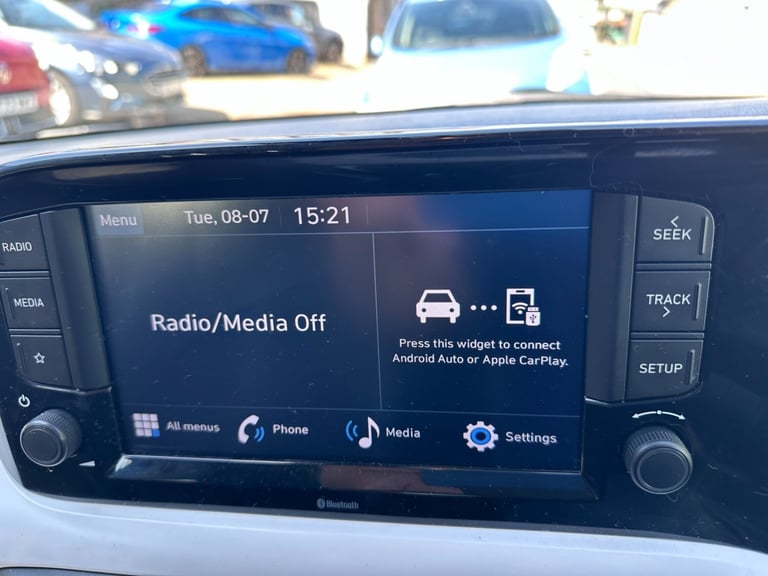 Menu Tue, 08-07 15:21
RADIO
MEDIA
SEEK
TRACK
SETUP
Radio/Media Off
Press this widget to connect
Android Auto or Apple CarPlay.
All menus Phone Media Settings
Bluetooth